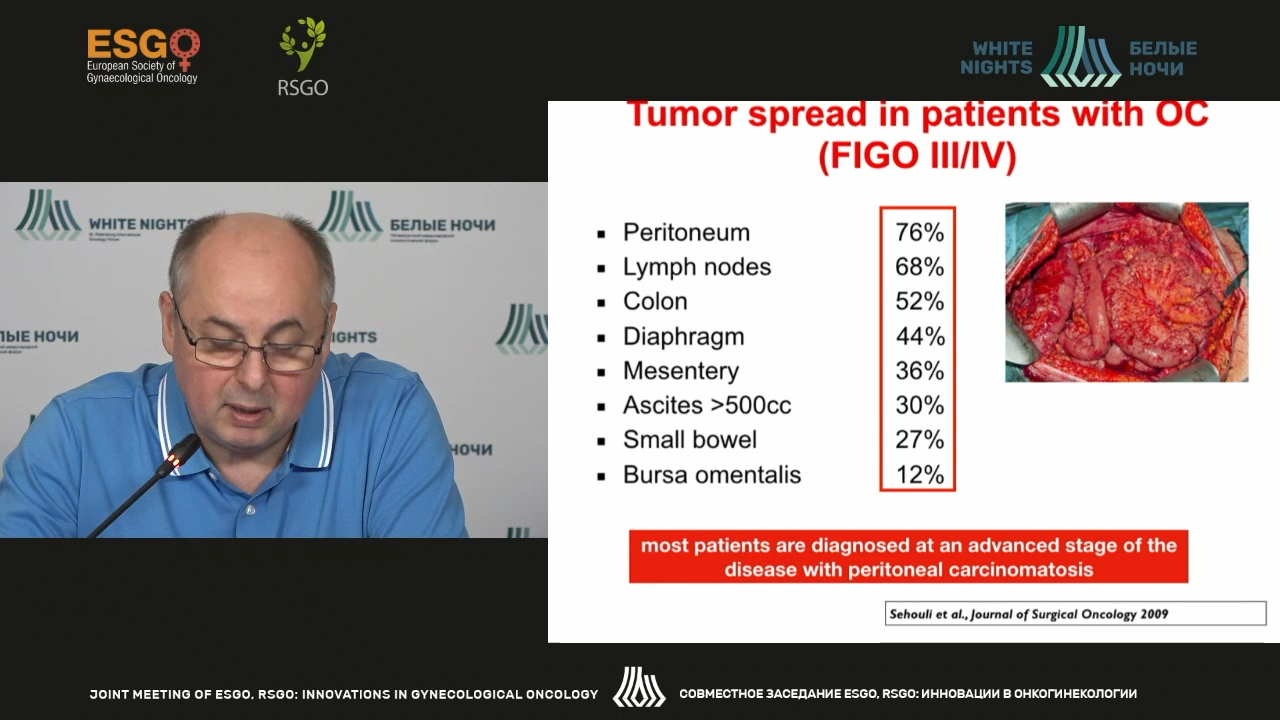 ESGO
European Society of
Gynaecological Oncology
RSGO
WHITE
NIGHTS
БЕЛЫЕ
НОЧИ
WHITE NIGHTS
БЕЛЫЕ НОЧИ
ЕЛЫЕ НОЧИ
IGHTS
НОЧИ
Tumor spread in patients with OC
(FIGO III/IV)
▪ Peritoneum 76%
▪ Lymph nodes 68%
▪ Colon 52%
▪ Diaphragm 44%
▪ Mesentery 36%
▪ Ascites >500cc 30%
▪ Small bowel 27%
▪ Bursa omentalis 12%
most patients are diagnosed at an advanced stage of the
disease with peritoneal carcinomatosis
Sehouli et al., Journal of Surgical Oncology 2009
JOINT MEETING OF ESGO, RSGO: INNOVATIONS IN GYNECOLOGICAL ONCOLOGY
СОВМЕСТНОЕ ЗАСЕДАНИЕ ESGO, RSGO: ИННОВАЦИИ В ОНКОГИНЕКОЛОГИИ